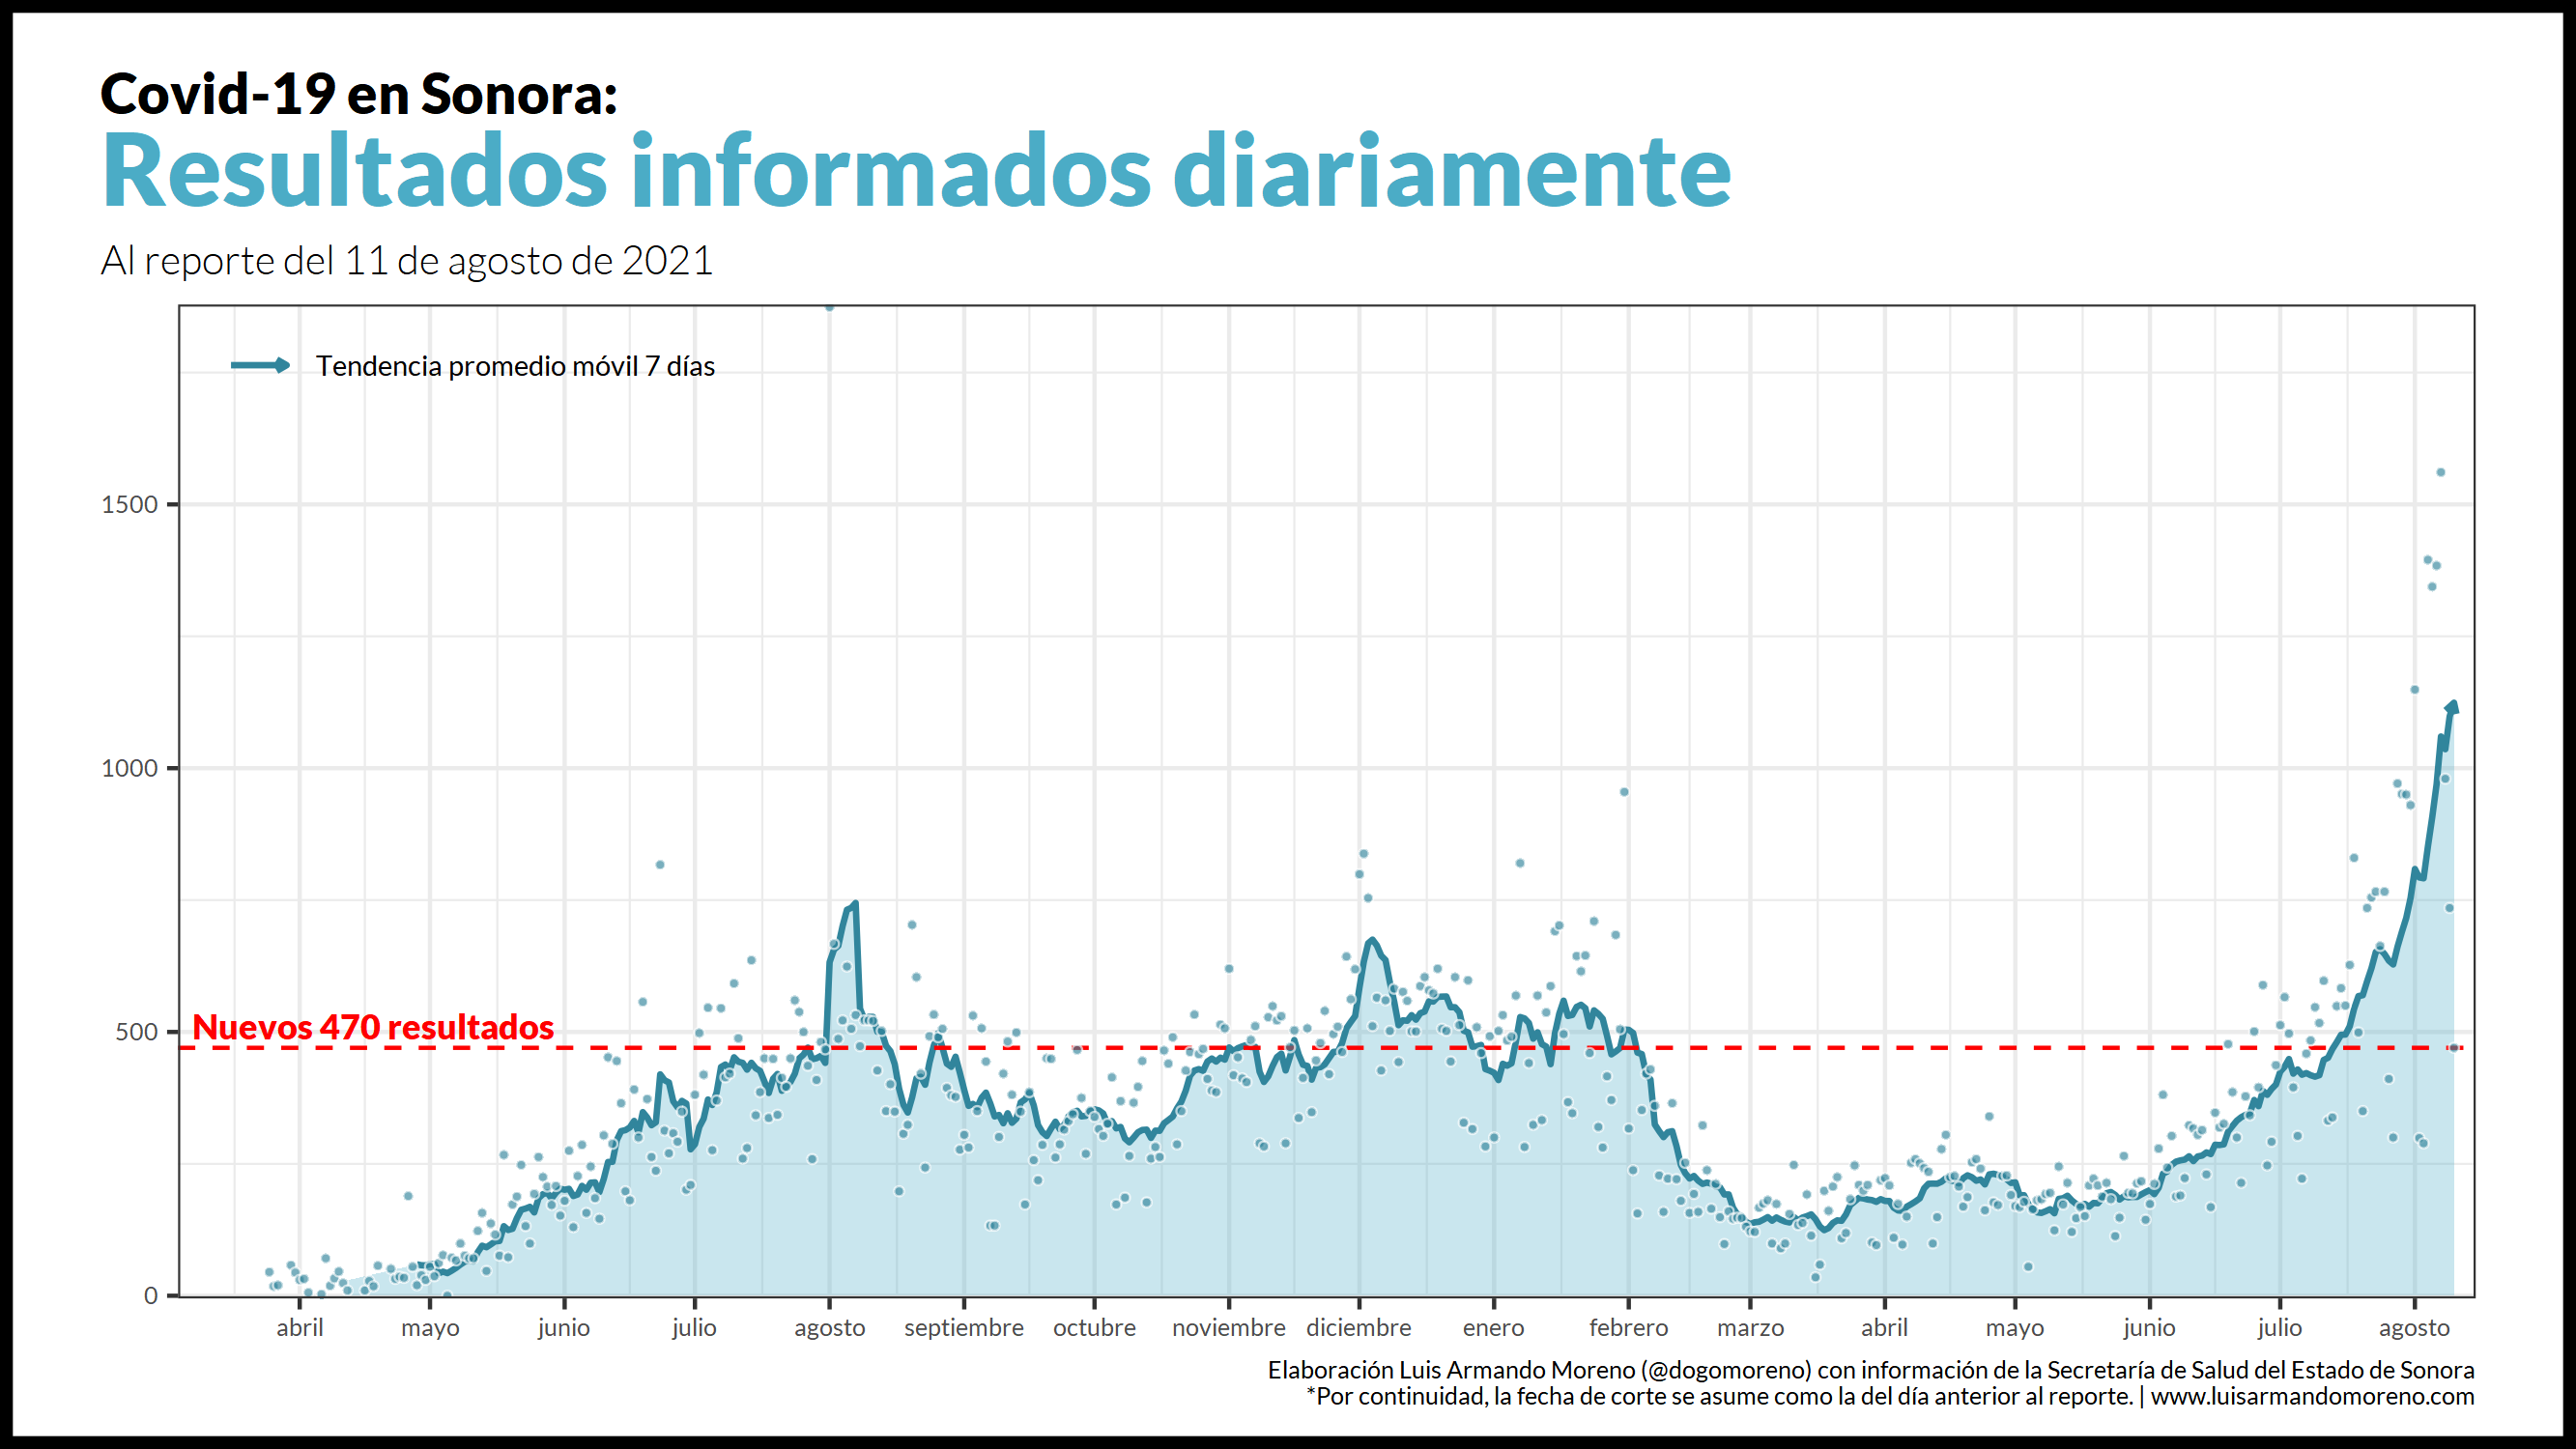 Covid-19 en Sonora:
Resultados informados diariamente
Al reporte del 11 de agosto de 2021
Tendencia promedio móvil 7 días
1500
1000
500
0
Nuevos 470 resultados
abril mayo junio julio agosto septiembre octubre noviembre diciembre enero febrero marzo abril mayo junio julio agosto
Elaboración Luis Armando Moreno (@dogomoreno) con información de la Secretaría de Salud del Estado de Sonora
*Por continuidad, la fecha de corte se asume como la del día anterior al reporte. | www.luisarmandomoreno.com